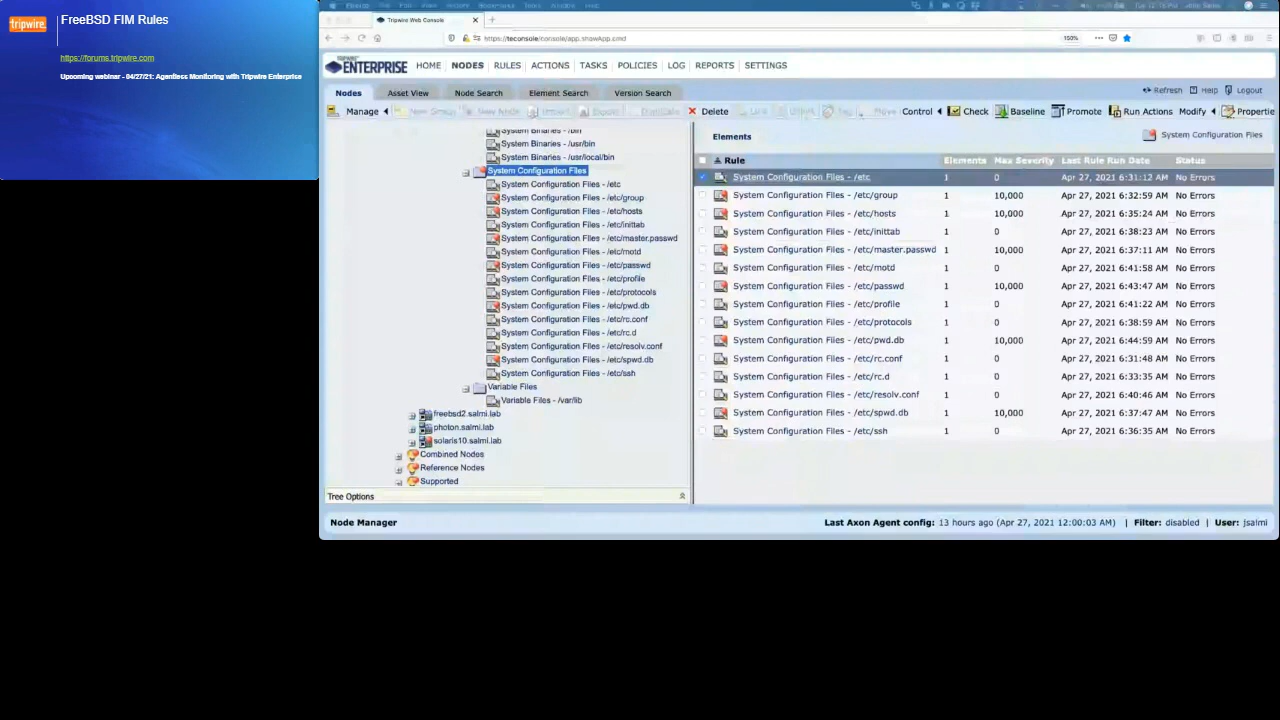 tripwire
FreeBSD FIM Rules
https://forums.tripwire.com
Upcoming webinar - 04/27/21: Agentless Monitoring with Tripwire Enterprise
Tripwire Web Console
https://teconsole/console/app.showApp.cmd
150%
TRIPWIRE
ENTERPRISE HOME NODES RULES ACTIONS TASKS POLICIES LOG REPORTS SETTINGS
Nodes Asset View Node Search Element Search Version Search
Refresh Help Logout
Manage New Group New Node Import Export Duplicate Delete Link Unlink Tag Move Control Check Baseline Promote Run Actions Modify Propertie
System Binaries - /bin
System Binaries - /usr/bin
System Binaries - /usr/local/bin
System Configuration Files
System Configuration Files - /etc
System Configuration Files - /etc/group
System Configuration Files - /etc/hosts
System Configuration Files - /etc/inittab
System Configuration Files - /etc/master.passwd
System Configuration Files - /etc/motd
System Configuration Files - /etc/passwd
System Configuration Files - /etc/profile
System Configuration Files - /etc/protocols
System Configuration Files - /etc/pwd.db
System Configuration Files - /etc/rc.conf
System Configuration Files - /etc/rc.d
System Configuration Files - /etc/resolv.conf
System Configuration Files - /etc/spwd.db
System Configuration Files - /etc/ssh
Variable Files
Variable Files - /var/lib
freebsd2.salmi.lab
photon.salmi.lab
solaris10.salmi.lab
Combined Nodes
Reference Nodes
Supported
Tree Options
Elements System Configuration Files
Rule Elements Max Severity Last Rule Run Date Status
System Configuration Files - /etc 1 0 Apr 27, 2021 6:31:12 AM No Errors
System Configuration Files - /etc/group 1 10,000 Apr 27, 2021 6:32:59 AM No Errors
System Configuration Files - /etc/hosts 1 10,000 Apr 27, 2021 6:35:24 AM No Errors
System Configuration Files - /etc/inittab 1 0 Apr 27, 2021 6:38:23 AM No Errors
System Configuration Files - /etc/master.passwd 1 10,000 Apr 27, 2021 6:37:11 AM No Errors
System Configuration Files - /etc/motd 1 0 Apr 27, 2021 6:41:58 AM No Errors
System Configuration Files - /etc/passwd 1 10,000 Apr 27, 2021 6:43:47 AM No Errors
System Configuration Files - /etc/profile 1 0 Apr 27, 2021 6:41:22 AM No Errors
System Configuration Files - /etc/protocols 1 0 Apr 27, 2021 6:38:59 AM No Errors
System Configuration Files - /etc/pwd.db 1 10,000 Apr 27, 2021 6:44:59 AM No Errors
System Configuration Files - /etc/rc.conf 1 0 Apr 27, 2021 6:31:48 AM No Errors
System Configuration Files - /etc/rc.d 1 0 Apr 27, 2021 6:33:35 AM No Errors
System Configuration Files - /etc/resolv.conf 1 0 Apr 27, 2021 6:40:46 AM No Errors
System Configuration Files - /etc/spwd.db 1 10,000 Apr 27, 2021 6:37:47 AM No Errors
System Configuration Files - /etc/ssh 1 0 Apr 27, 2021 6:36:35 AM No Errors
Node Manager Last Axon Agent config: 13 hours ago (Apr 27, 2021 12:00:03 AM) | Filter: disabled | User: jsalmi